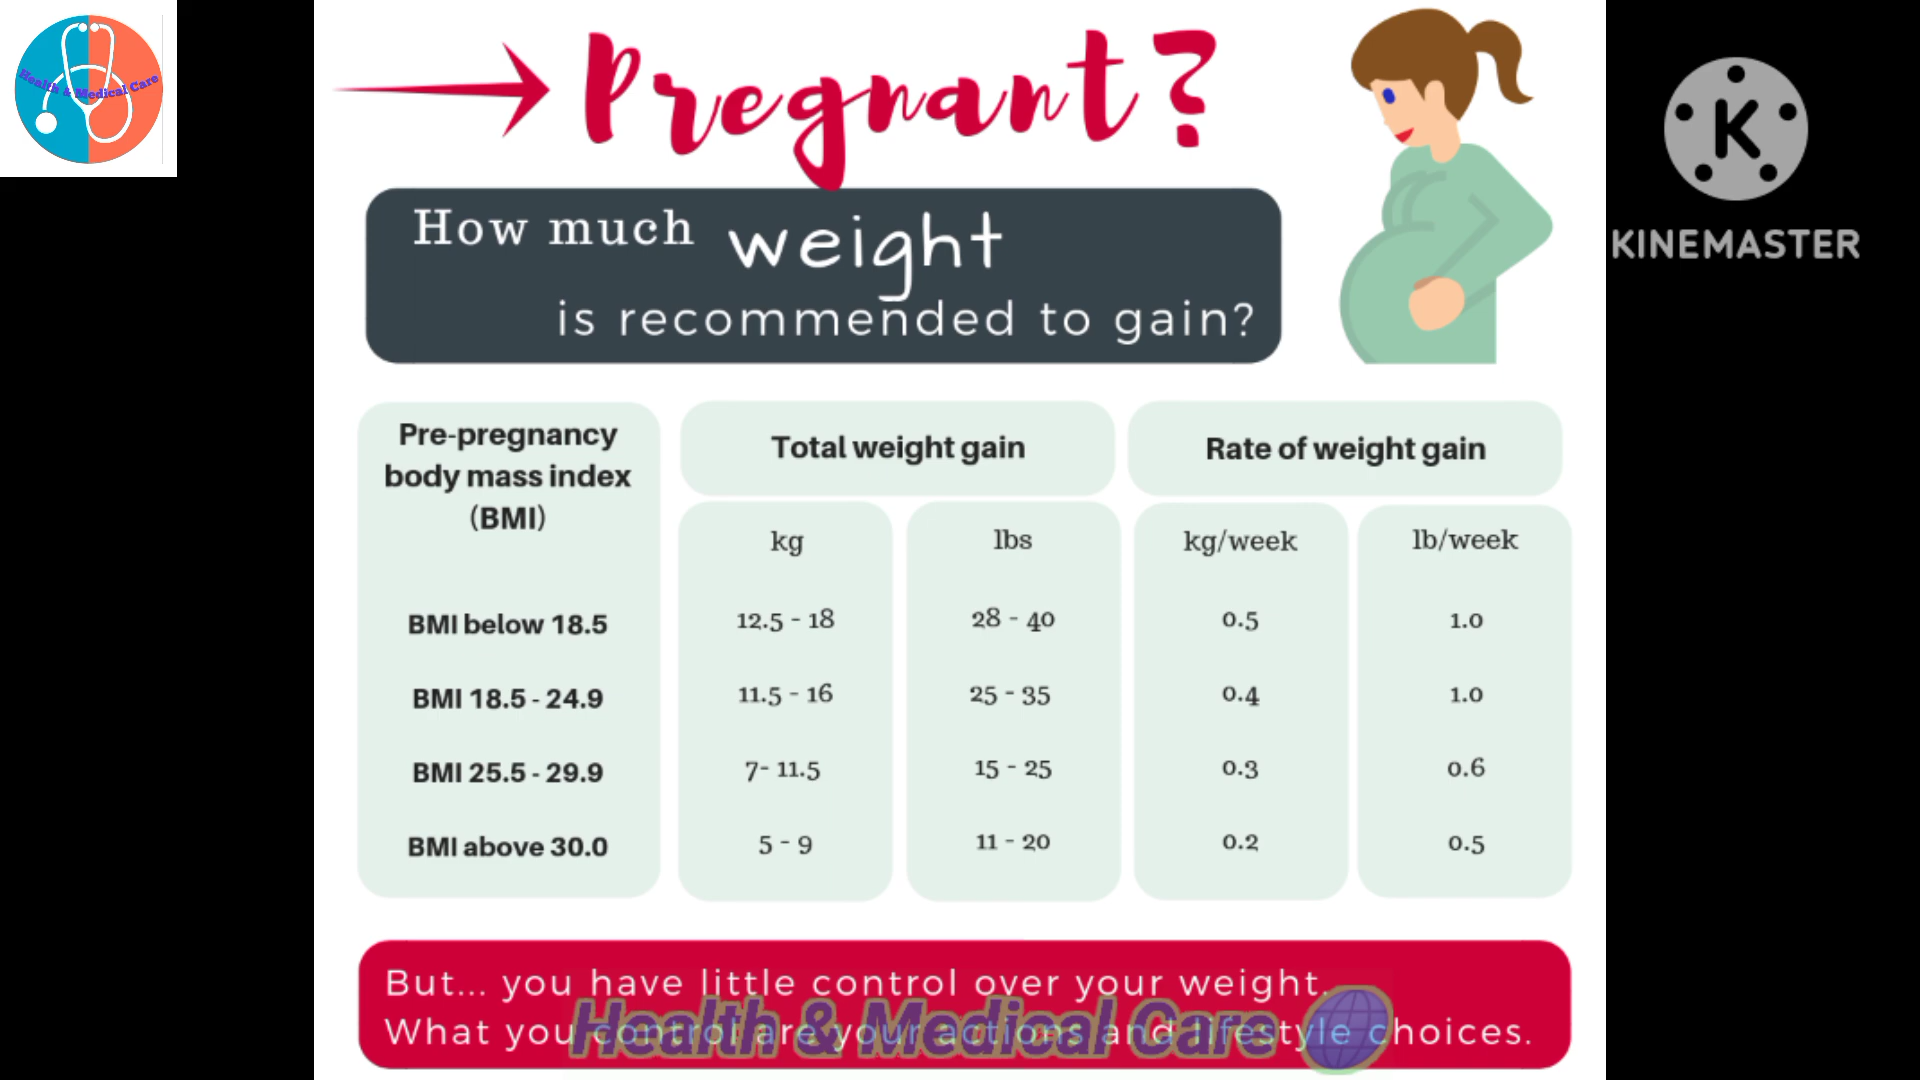 Health & Medical Care
Pregnant?
K
KINEMASTER
How much weight
is recommended to gain?
Pre-pregnancy
body mass index
(BMI)
Total weight gain
Rate of weight gain
kg lbs kg/week lb/week
BMI below 18.5 12.5 - 18 28 - 40 0.5 1.0
BMI 18.5 - 24.9 11.5 - 16 25 - 35 0.4 1.0
BMI 25.5 - 29.9 7- 11.5 15 - 25 0.3 0.6
BMI above 30.0 5 - 9 11 - 20 0.2 0.5
But... you have little control over your weight.
What you control are your actions and lifestyle choices.
Health & Medical Care